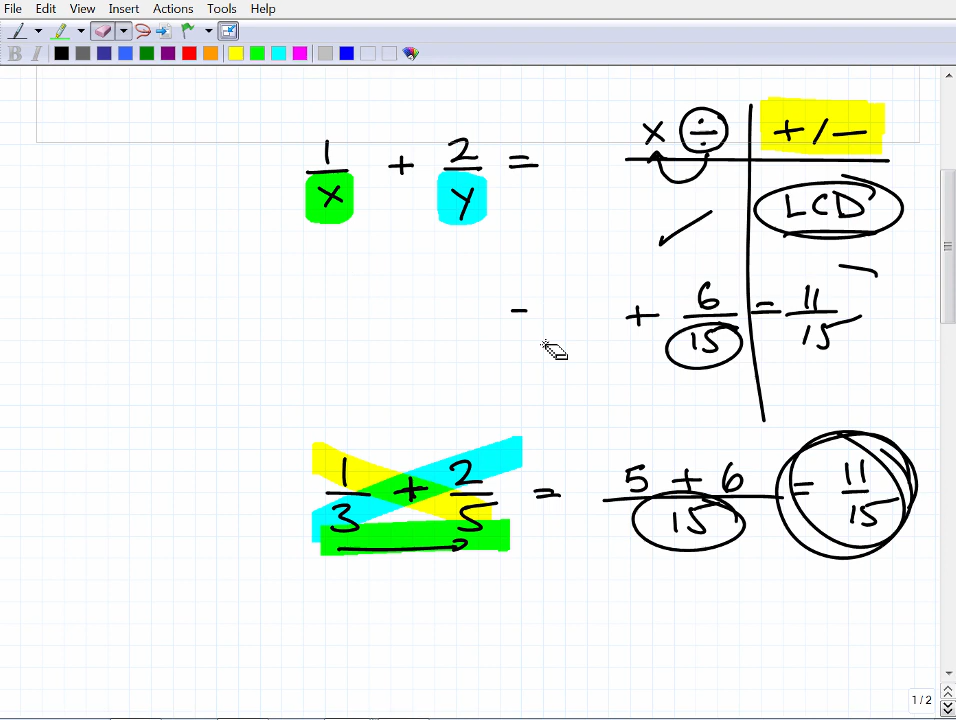 File Edit View Insert Actions Tools Help
B I
x ÷ + / −
1/x + 2/y =
LCD
− + 6/15 = 11/15
1/3 + 2/5 = 5 + 6/15 = 11/15
1 / 2